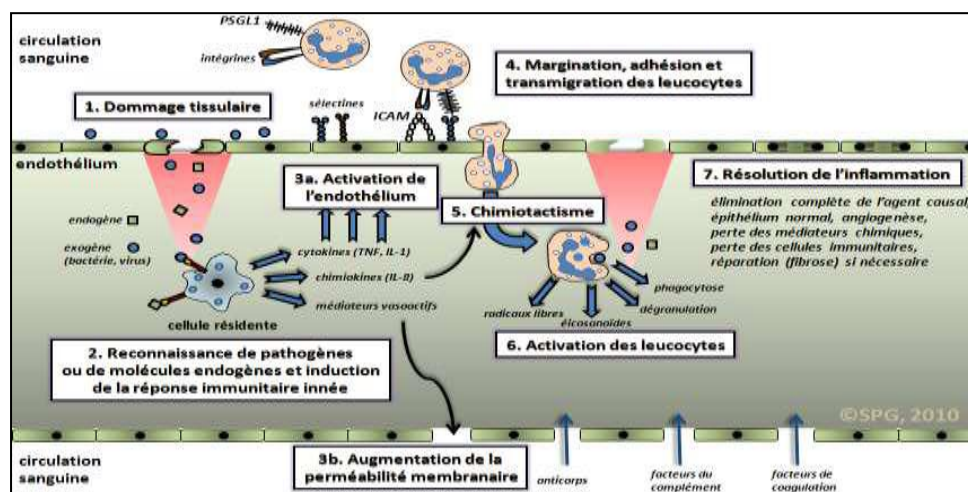 circulation
sanguine
PSGL1
intégrines
1. Dommage tissulaire
sélectines
ICAM
4. Margination, adhésion et
transmigration des leucocytes
endothélium
endogène
exogène
(bactérie, virus)
cellule résidente
2. Reconnaissance de pathogènes
ou de molécules endogènes et induction
de la réponse immunitaire innée
3a. Activation de
l'endothélium
cytokines (TNF, IL-1)
chimiokines (IL-8)
médiateurs vasoactifs
5. Chimiotactisme
phagocytose
dégranulation
radicaux libres
éicosanoïdes
6. Activation des leucocytes
7. Résolution de l'inflammation
élimination complète de l'agent causal,
épithélium normal, angiogenèse,
perte des médiateurs chimiques,
perte des cellules immunitaires,
réparation (fibrose) si nécessaire
©SPG, 2010
circulation
sanguine
3b. Augmentation de la
perméabilité membranaire
anticorps
facteurs du
complément
facteurs de
coagulation